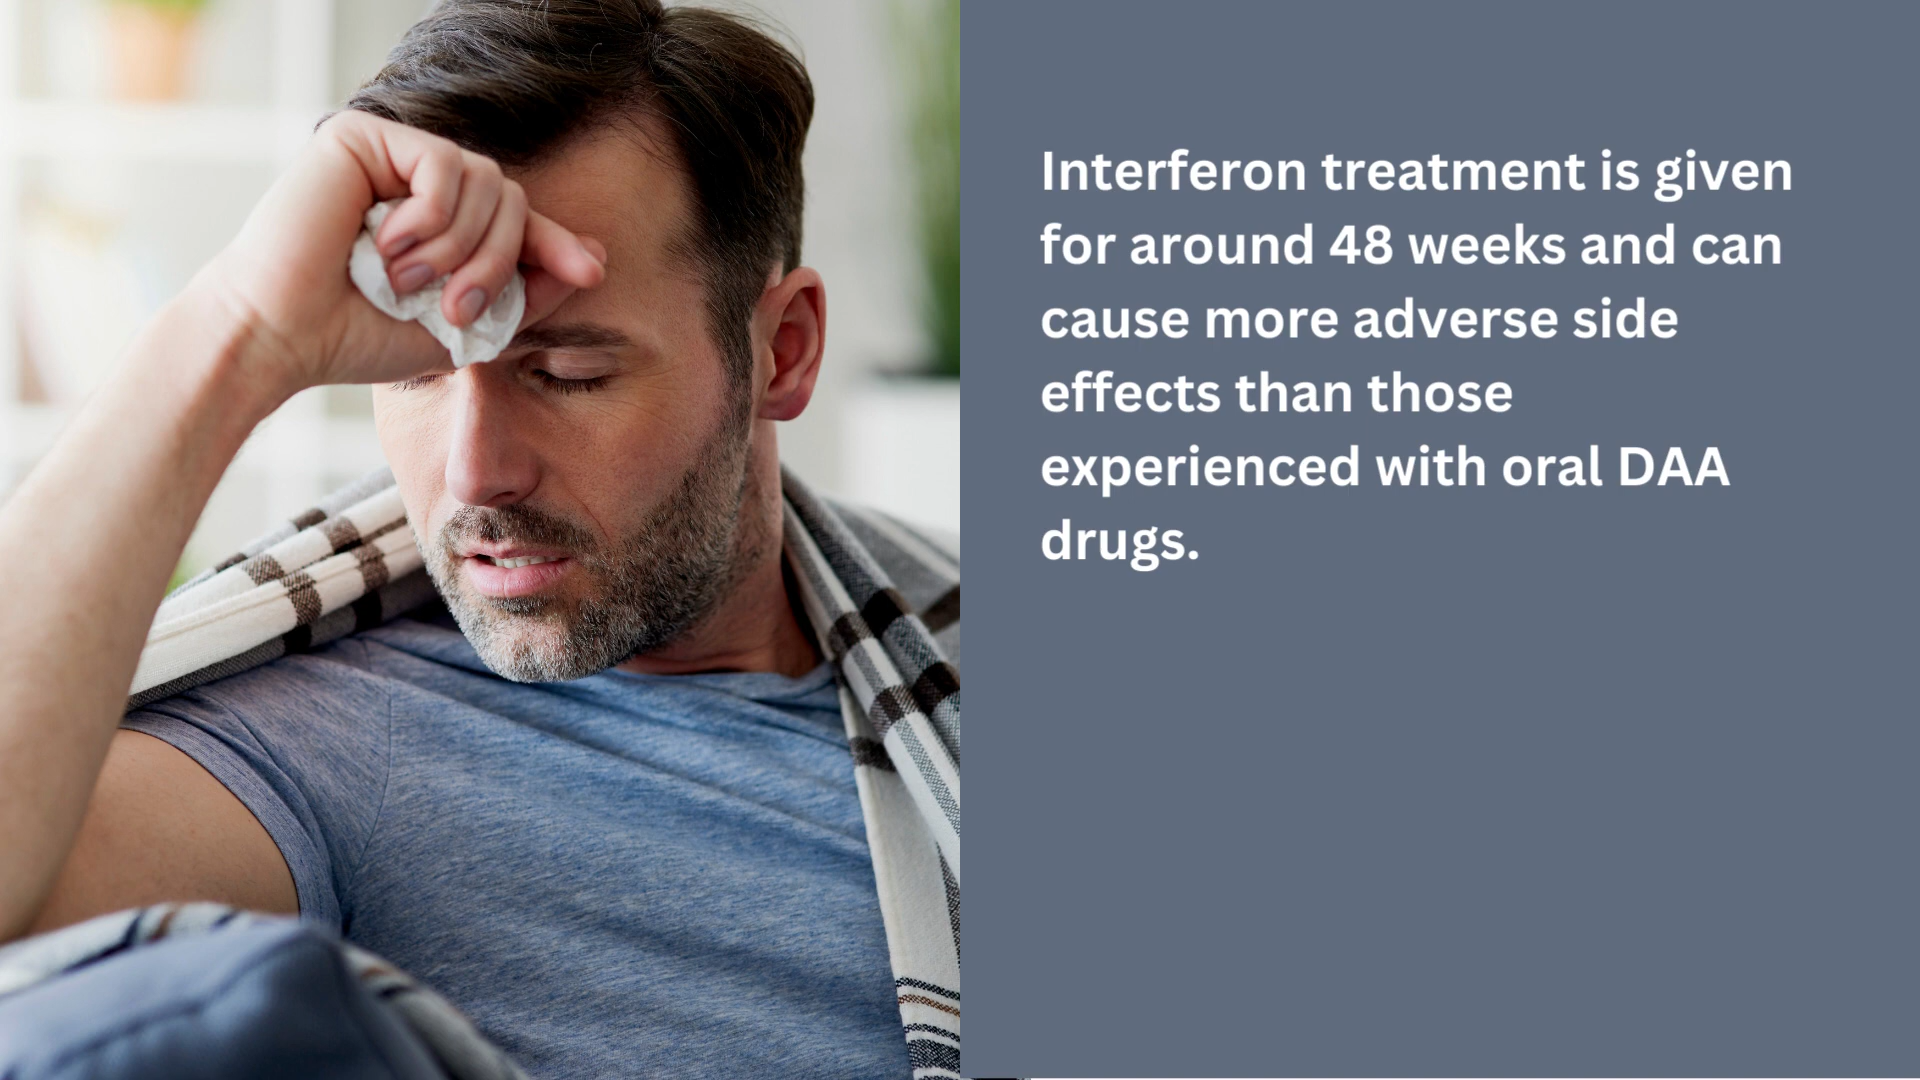 Interferon treatment is given
for around 48 weeks and can
cause more adverse side
effects than those
experienced with oral DAA
drugs.